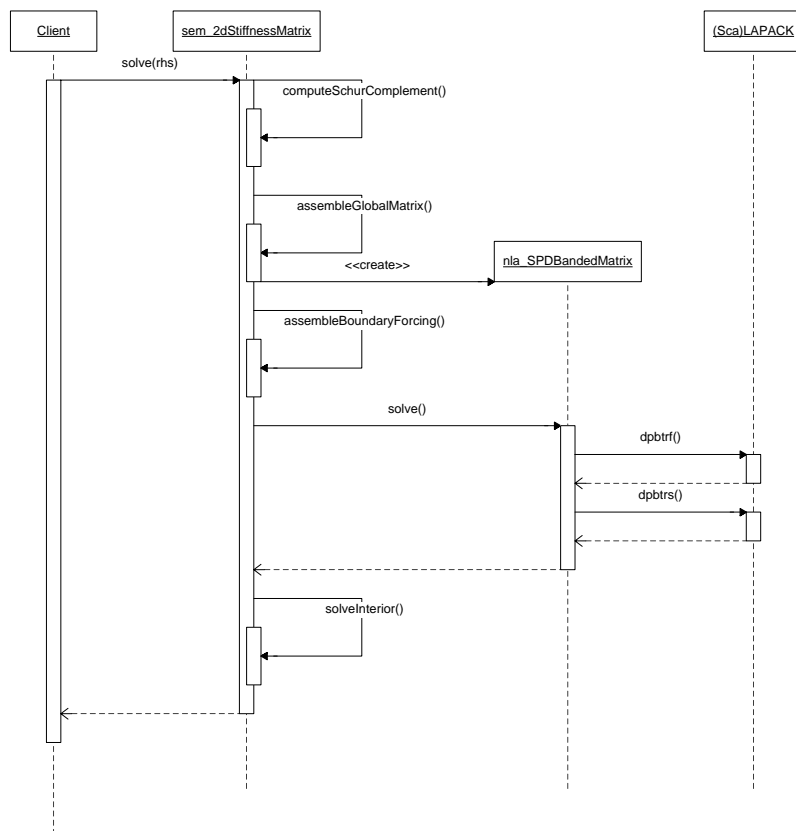 Client
sem_2dStiffnessMatrix
(Sca)LAPACK
solve(rhs)
computeSchurComplement()
assembleGlobalMatrix()
<<create>>
nla_SPDBandedMatrix
assembleBoundaryForcing()
solve()
dpbtrf()
dpbtrs()
solveInterior()